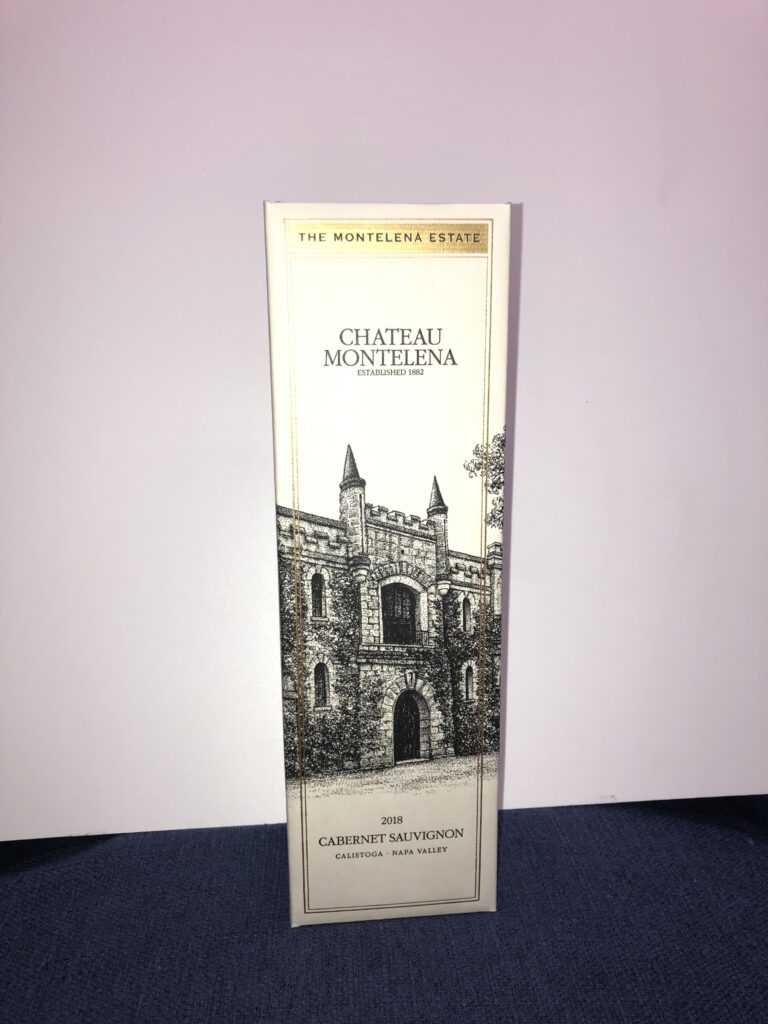 THE MONTELENA ESTATE
CHATEAU
MONTELENA
ESTABLISHED 1882
2018
CABERNET SAUVIGNON
CALISTOGA · NAPA VALLEY